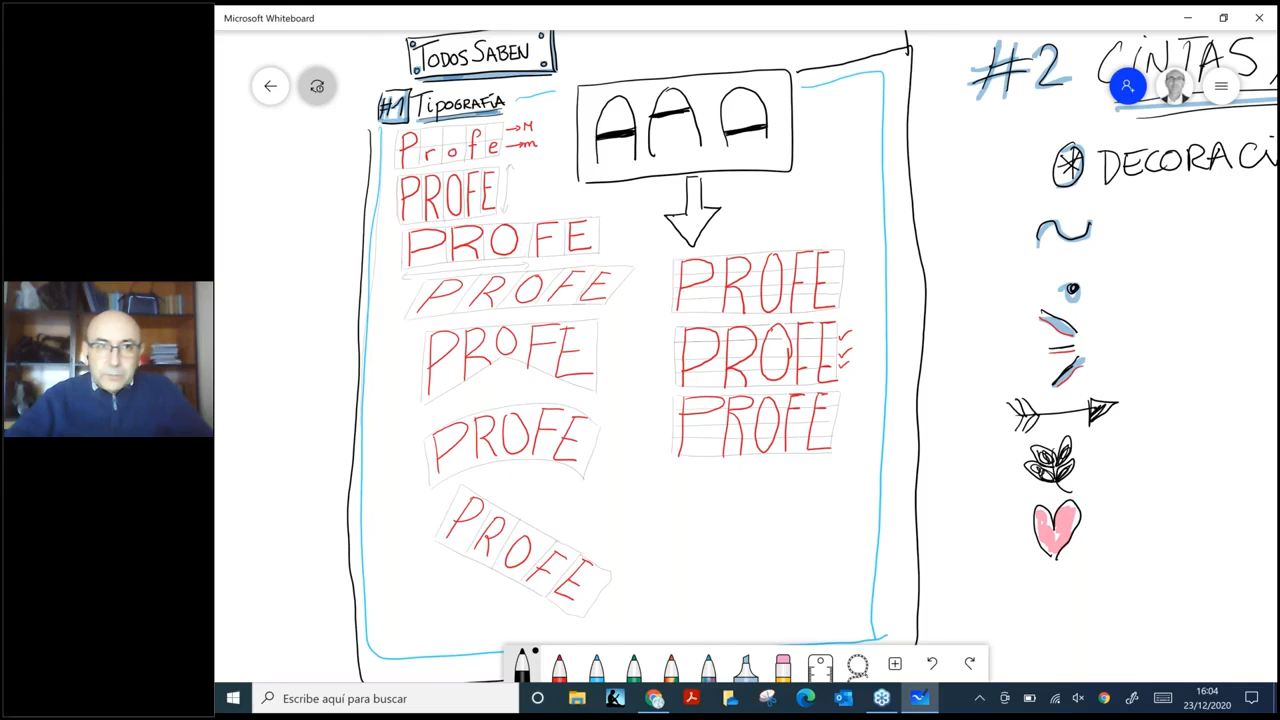 Microsoft Whiteboard
TODOS SABEN
#1 TIPOGRAFÍA
Profe → M
→ m
PROFE
PROFE
PROFE
PROFE
PROFE
PROFE
AAA
PROFE
PROFE
PROFE
#2 CINTAS,
DECORACI
Escribe aquí para buscar
16:04
23/12/2020